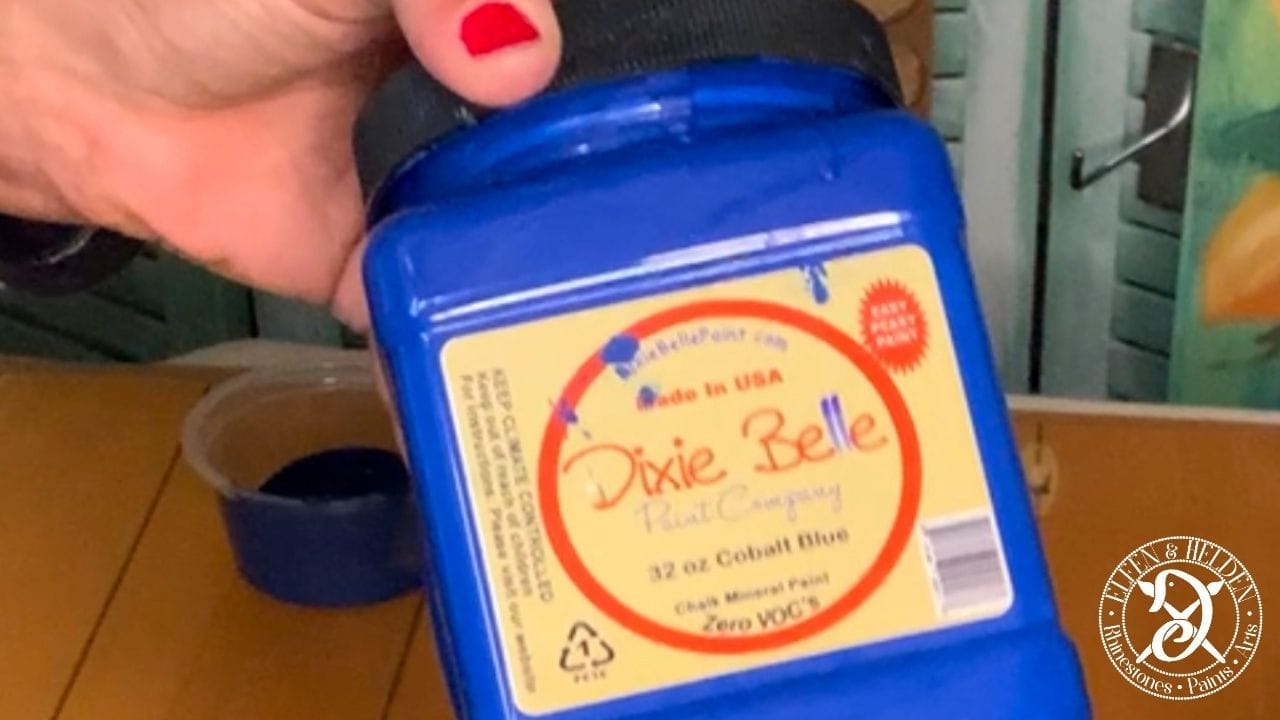 DixieBellePaint.com
Made In USA
Dixie Belle
Paint Company
32 oz Cobalt Blue
Chalk Mineral Paint
Zero VOC's
EASY
PEASY
PAINT
KEEP CLIMATE CONTROLLED
Keep out of reach of children
For instructions. Please visit our website
1
PETE
EILEEN & HELDEN
Rhinestones • Paints • Arts